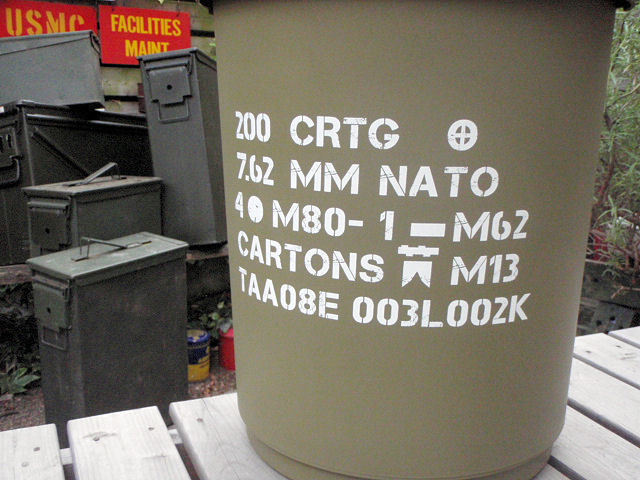 USMC
FACILITIES
MAINT
200 CRTG
7.62 MM NATO
4 M80- 1 M62
CARTONS M13
TAA08E 003L002K